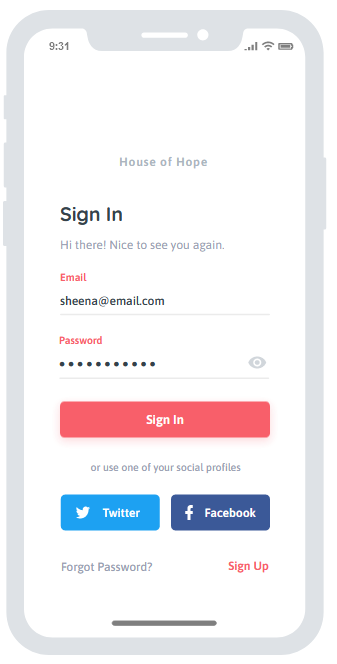 9:31
House of Hope
Sign In
Hi there! Nice to see you again.
Email
sheena@email.com
Password
•••••••••••
Sign In
or use one of your social profiles
Twitter
Facebook
Forgot Password?
Sign Up